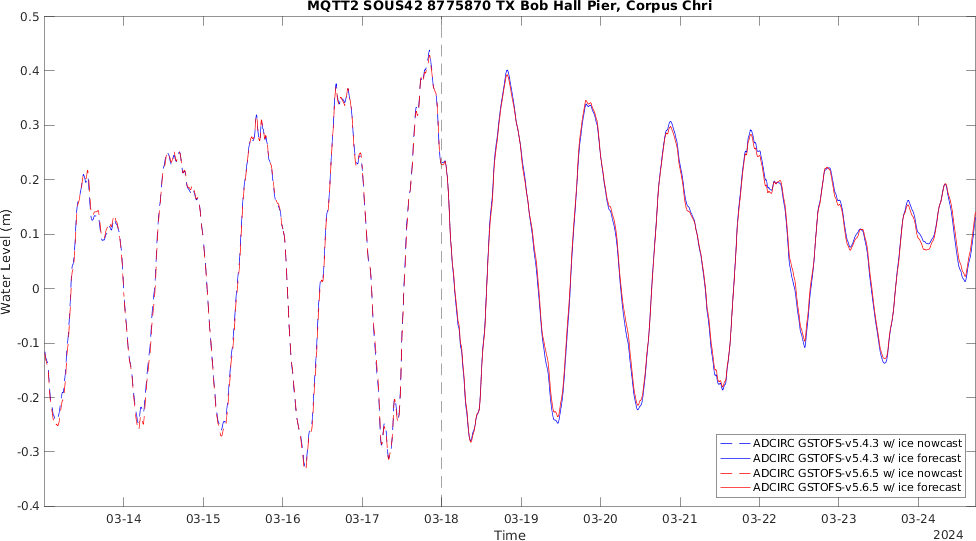 MQTT2 SOUS42 8775870 TX Bob Hall Pier, Corpus Chri
0.5
0.4
0.3
0.2
0.1
0
-0.1
-0.2
-0.3
-0.4
Water Level (m)
ADCIRC GSTOFS-v5.4.3 w/ ice nowcast
ADCIRC GSTOFS-v5.4.3 w/ ice forecast
ADCIRC GSTOFS-v5.6.5 w/ ice nowcast
ADCIRC GSTOFS-v5.6.5 w/ ice forecast
03-14 03-15 03-16 03-17 03-18 03-19 03-20 03-21 03-22 03-23 03-24
Time
2024